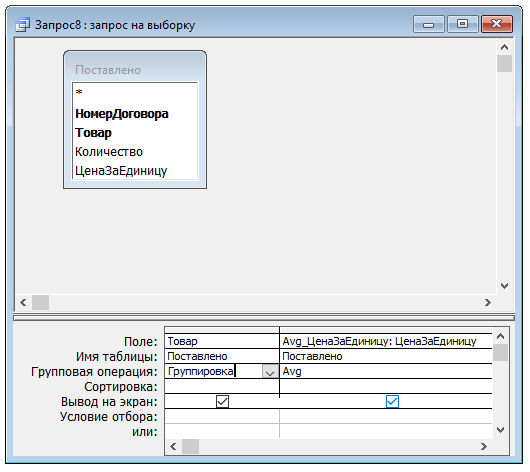 Запрос8 : запрос на выборку
Поставлено
*
НомерДоговора
Товар
Количество
ЦенаЗаЕдиницу
Поле: Товар Avg_ЦенаЗаЕдиницу: ЦенаЗаЕдиницу
Имя таблицы: Поставлено Поставлено
Групповая операция: Группировка Avg
Сортировка:
Вывод на экран:
Условие отбора:
или: